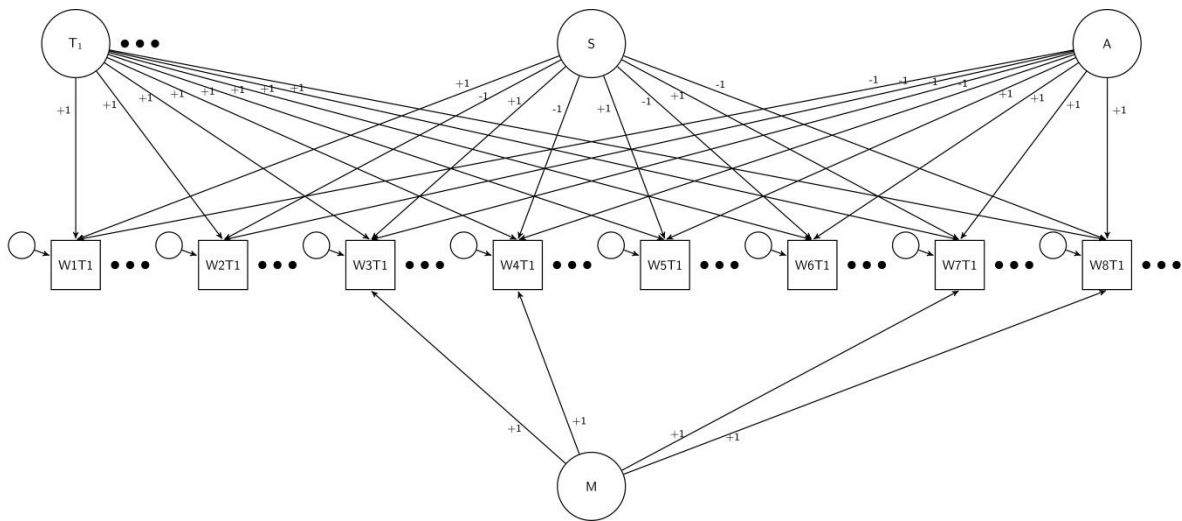 T₁ S A
-1 -1 -1 -1
+1 -1
+1 +1 +1 +1 +1 +1 +1 +1
-1 +1 -1 +1 +1 +1 +1
+1 -1 +1 +1
W1T1 W2T1 W3T1 W4T1 W5T1 W6T1 W7T1 W8T1
+1 +1 +1 +1
M